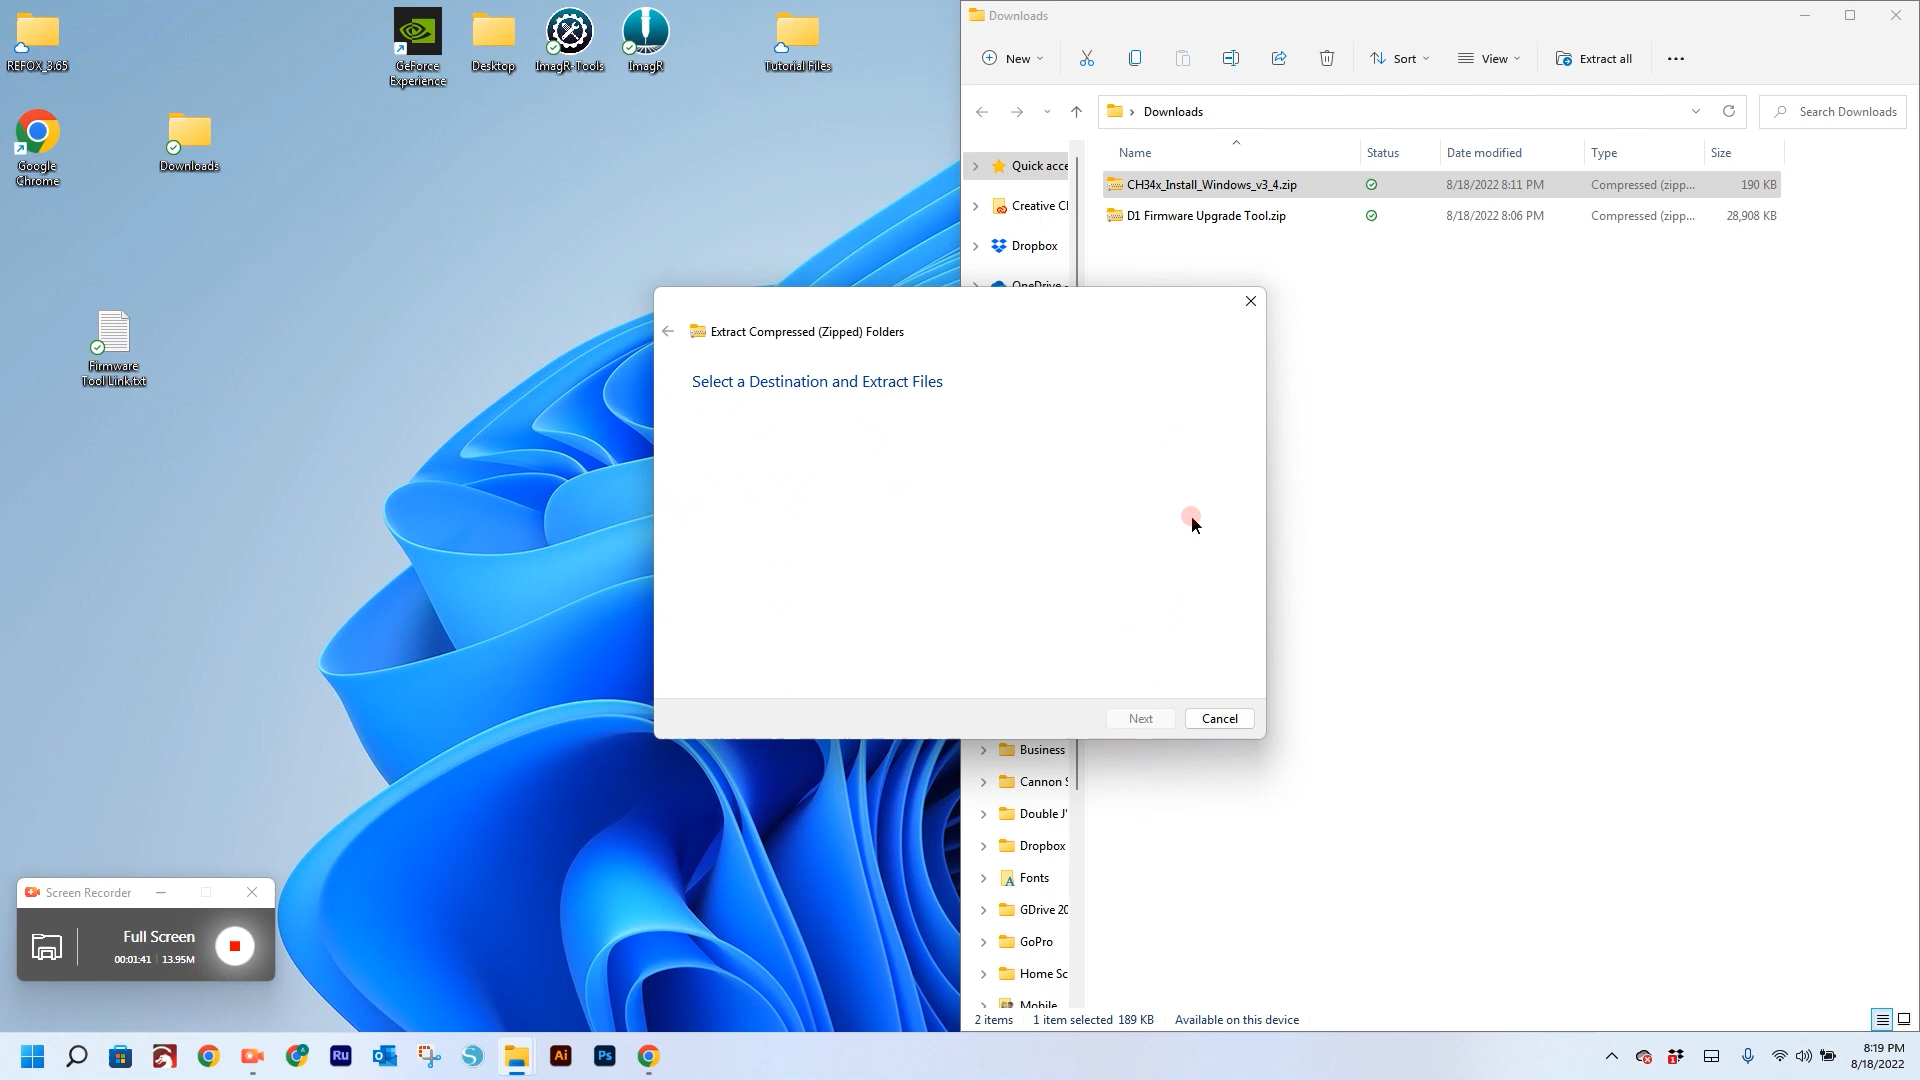 REFOX_3.65
GeForce
Experience
Desktop
ImagR-Tools
ImagR
Tutorial Files
Google
Chrome
Downloads
Firmware
Tool Link.txt
Downloads
New
Sort
View
Extract all
Downloads
Search Downloads
Name
Status
Date modified
Type
Size
Quick acce
CH34x_Install_Windows_v3_4.zip
8/18/2022 8:11 PM
Compressed (zipp...
190 KB
Creative Cl
D1 Firmware Upgrade Tool.zip
8/18/2022 8:06 PM
Compressed (zipp...
28,908 KB
Dropbox
OneDrive
Extract Compressed (Zipped) Folders
Select a Destination and Extract Files
Next
Cancel
Business
Cannon S
Double J'
Dropbox
Fonts
GDrive 20
GoPro
Home Sc
Mobile
Screen Recorder
Full Screen
00:01:41
13.95M
2 items
1 item selected 189 KB
Available on this device
Ru
Ai
Ps
8:19 PM
8/18/2022